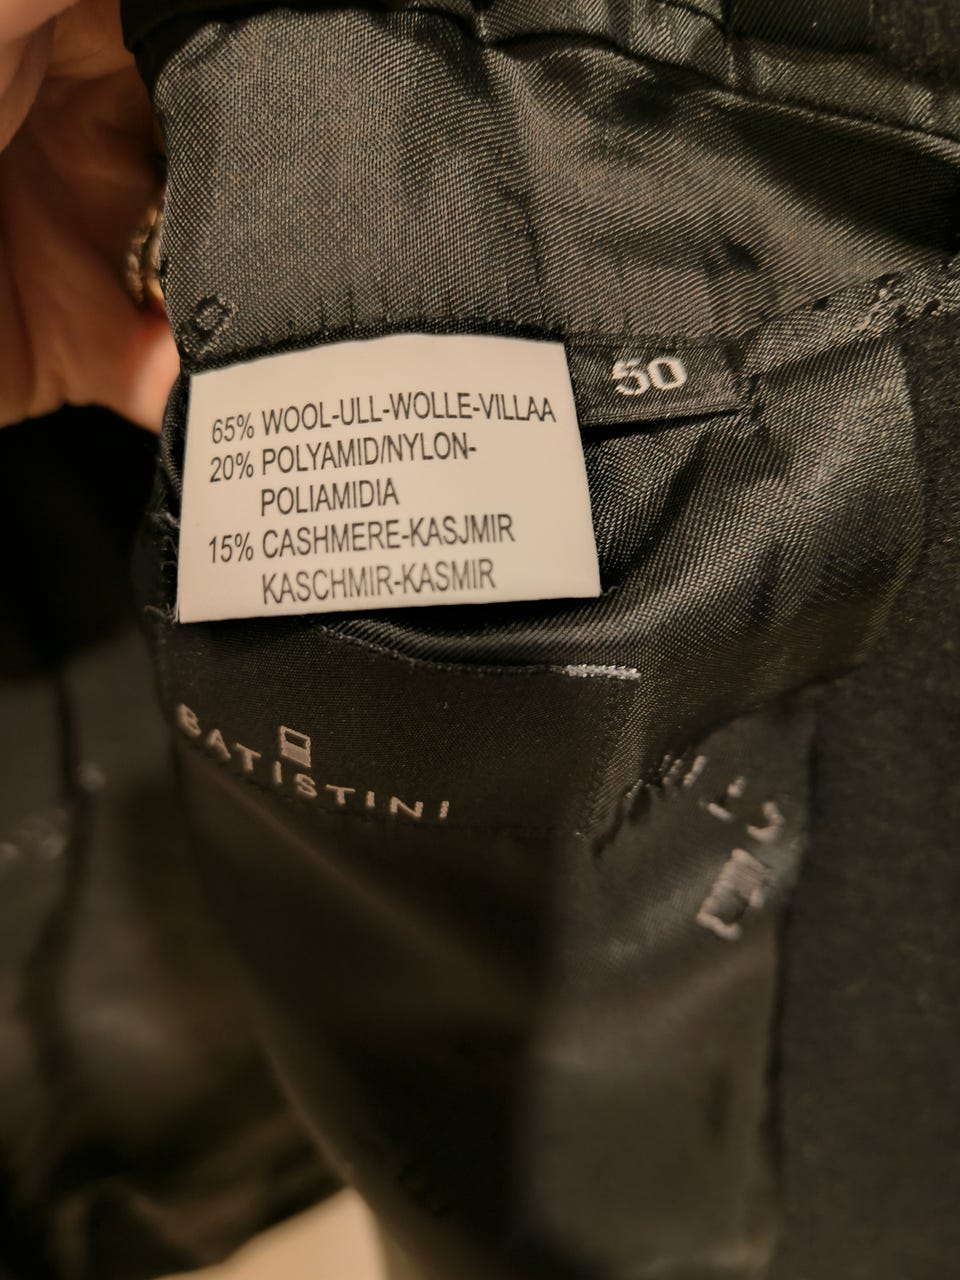 50
65% WOOL-ULL-WOLLE-VILLAA
20% POLYAMID/NYLON-
POLIAMIDIA
15% CASHMERE-KASJMIR
KASCHMIR-KASMIR
BATISTINI